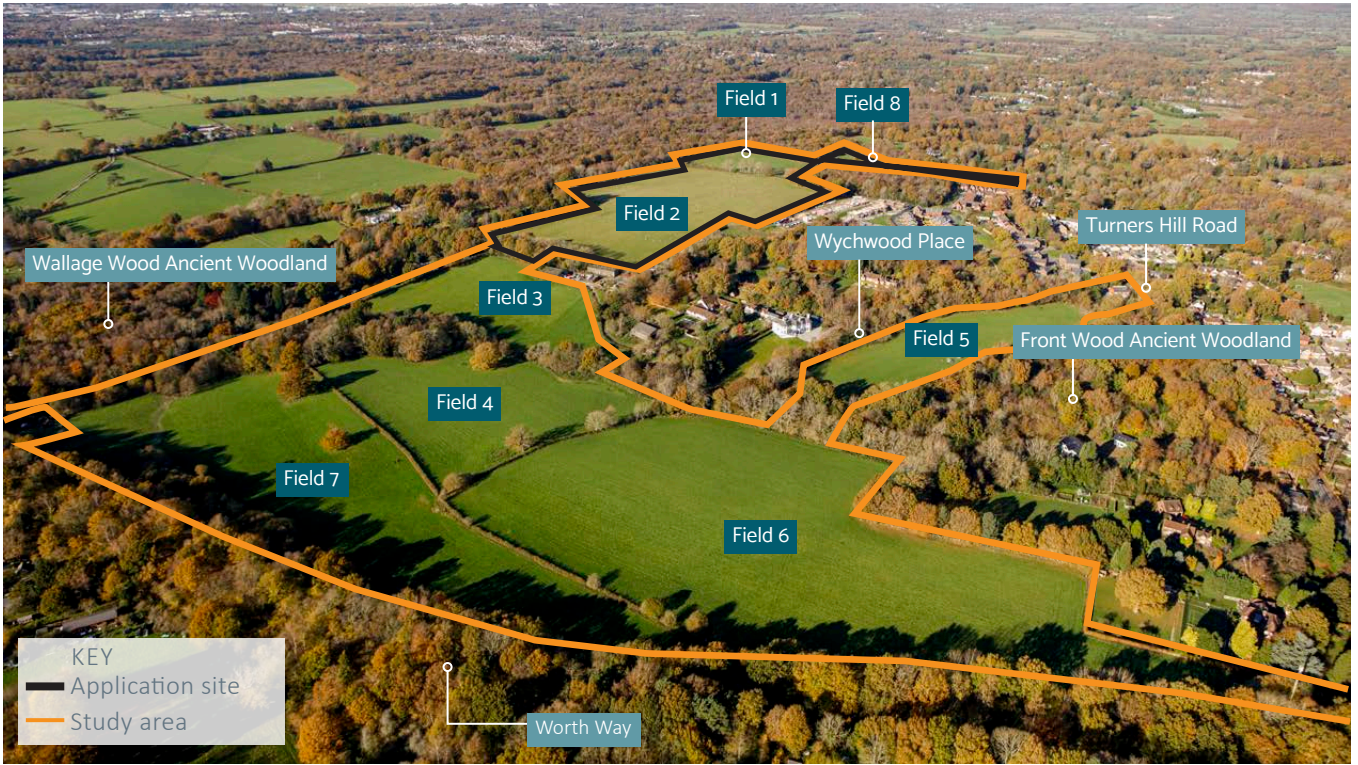 Field 1
Field 8
Field 2
Turners Hill Road
Wychwood Place
Wallage Wood Ancient Woodland
Field 3
Field 5
Front Wood Ancient Woodland
Field 4
Field 7
Field 6
KEY
Application site
Study area
Worth Way